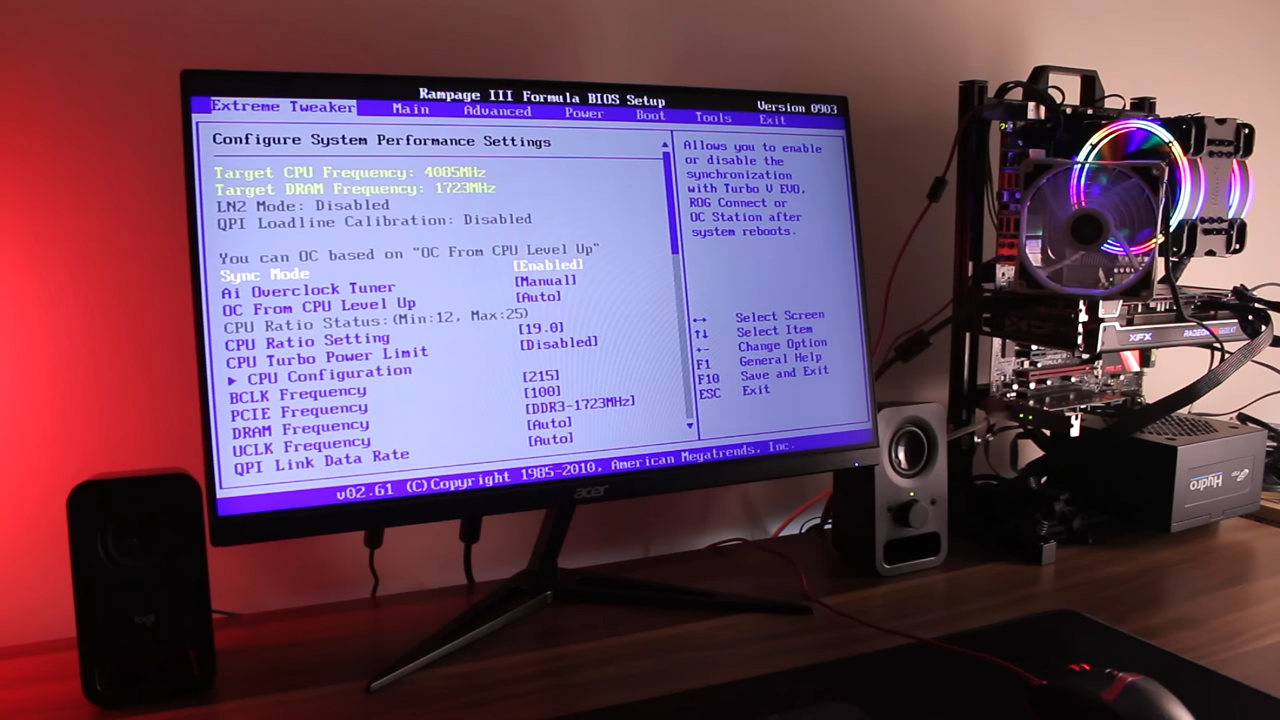 Rampage III Formula BIOS Setup
Version 0903
Extreme Tweaker Main Advanced Power Boot Tools Exit
Configure System Performance Settings
Target CPU Frequency: 4085MHz
Target DRAM Frequency: 1723MHz
LN2 Mode: Disabled
QPI Loadline Calibration: Disabled
You can OC based on "OC From CPU Level Up"
Sync Mode [Enabled]
Ai Overclock Tuner [Manual]
OC From CPU Level Up [Auto]
CPU Ratio Status:(Min:12, Max:25)
CPU Ratio Setting [19.0]
CPU Turbo Power Limit [Disabled]
▶ CPU Configuration
BCLK Frequency [215]
PCIE Frequency [100]
DRAM Frequency [DDR3-1723MHz]
UCLK Frequency [Auto]
QPI Link Data Rate [Auto]
Allows you to enable
or disable the
synchronization
with Turbo V EVO,
ROG Connect or
OC Station after
system reboots.
↔ Select Screen
↑↓ Select Item
+- Change Option
F1 General Help
F10 Save and Exit
ESC Exit
v02.61 (C)Copyright 1985-2010, American Megatrends, Inc.
acer
logi
XFX
RADEON
Hydro
FSP